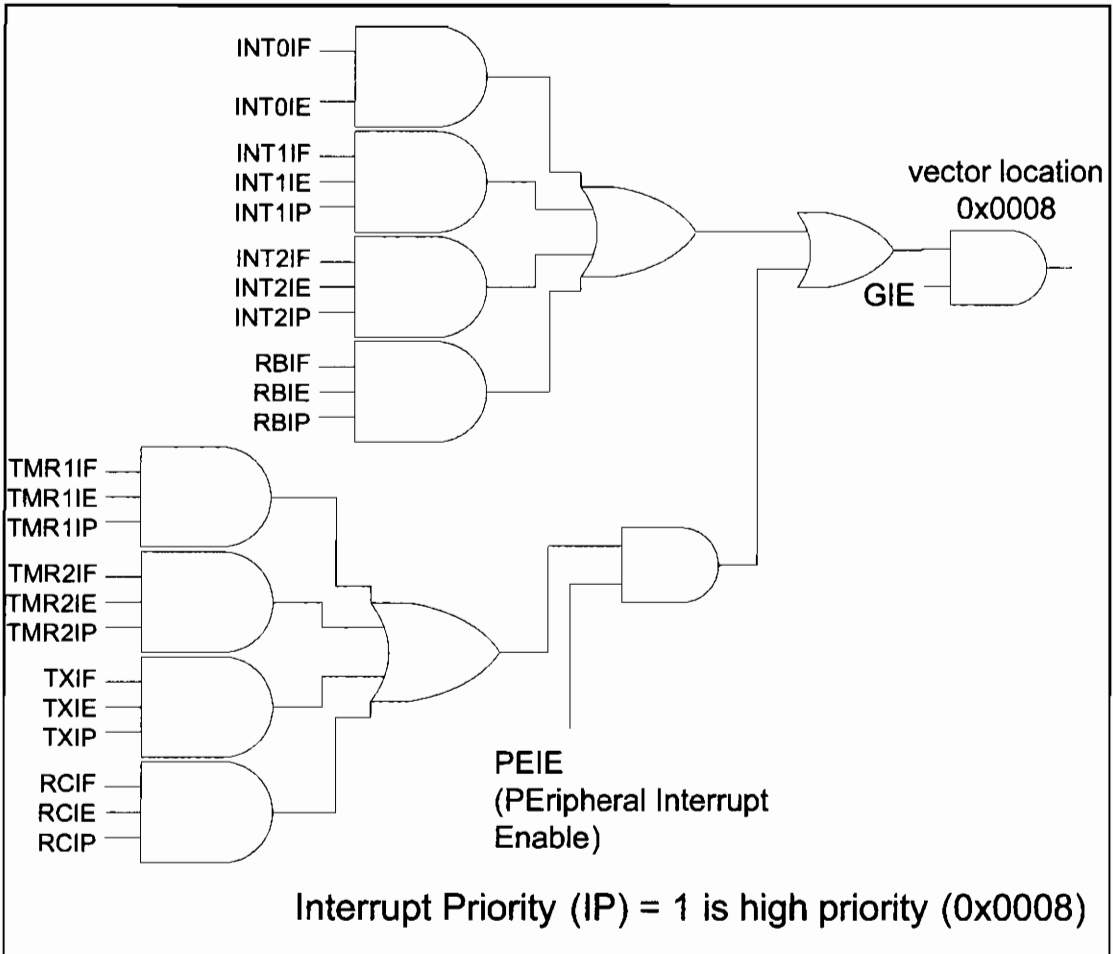 INT0IF
INT0IE
INT1IF
INT1IE
INT1IP
INT2IF
INT2IE
INT2IP
RBIF
RBIE
RBIP
vector location
0x0008
GIE
TMR1IF
TMR1IE
TMR1IP
TMR2IF
TMR2IE
TMR2IP
TXIF
TXIE
TXIP
RCIF
RCIE
RCIP
PEIE
(PEripheral Interrupt
Enable)
Interrupt Priority (IP) = 1 is high priority (0x0008)